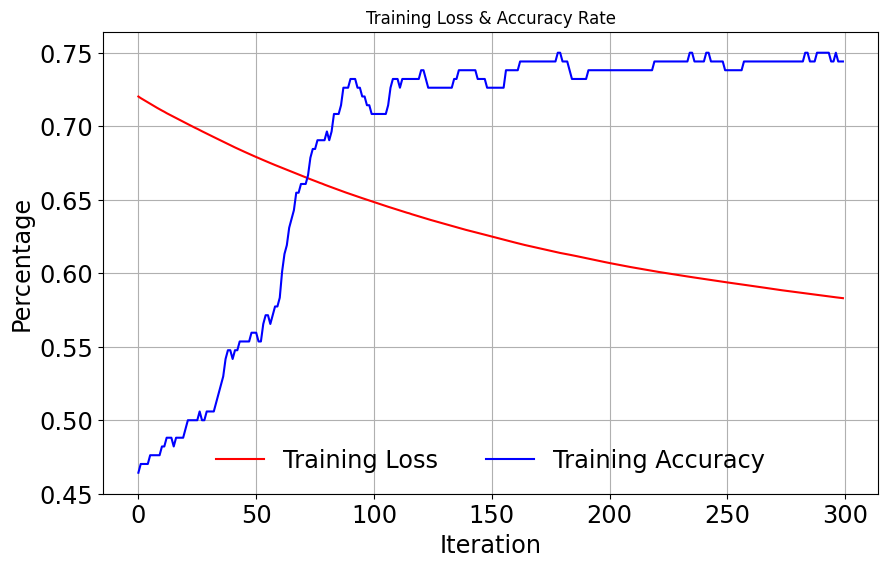 Training Loss & Accuracy Rate
Percentage
0.75
0.70
0.65
0.60
0.55
0.50
0.45
Training Loss Training Accuracy
0 50 100 150 200 250 300
Iteration